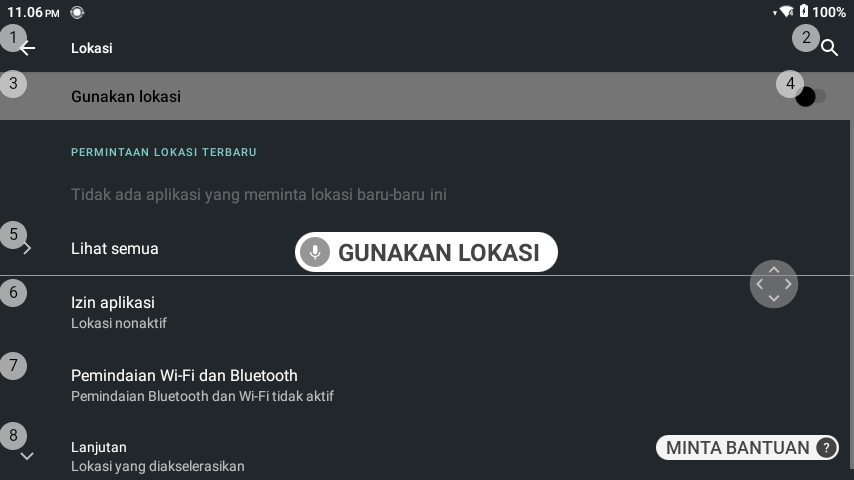 11.06 PM 100%
1 Lokasi 2
3 Gunakan lokasi 4
PERMINTAAN LOKASI TERBARU
Tidak ada aplikasi yang meminta lokasi baru-baru ini
5 Lihat semua
GUNAKAN LOKASI
6 Izin aplikasi
Lokasi nonaktif
7 Pemindaian Wi-Fi dan Bluetooth
Pemindaian Bluetooth dan Wi-Fi tidak aktif
8 Lanjutan
MINTA BANTUAN ?
Lokasi yang diakselerasikan